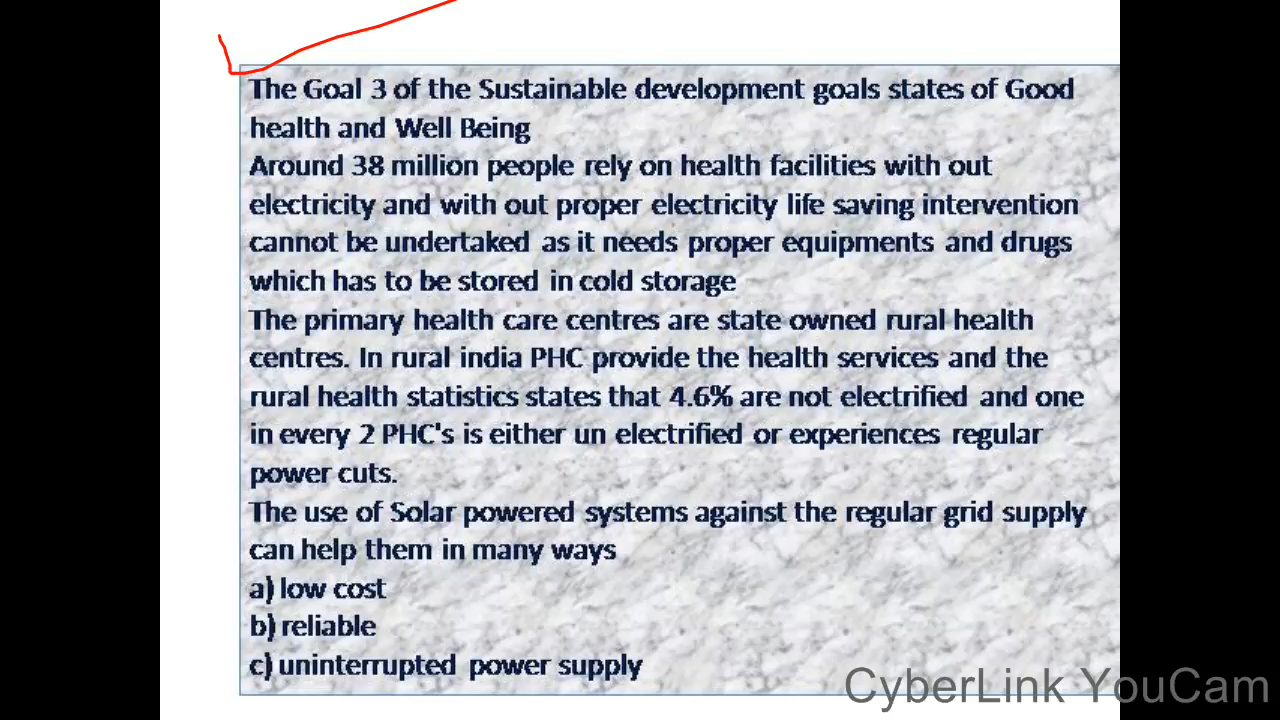 The Goal 3 of the Sustainable development goals states of Good
health and Well Being
Around 38 million people rely on health facilities with out
electricity and with out proper electricity life saving intervention
cannot be undertaked as it needs proper equipments and drugs
which has to be stored in cold storage
The primary health care centres are state owned rural health
centres. In rural india PHC provide the health services and the
rural health statistics states that 4.6% are not electrified and one
in every 2 PHC's is either un electrified or experiences regular
power cuts.
The use of Solar powered systems against the regular grid supply
can help them in many ways
a) low cost
b) reliable
c) uninterrupted power supply
CyberLink YouCam